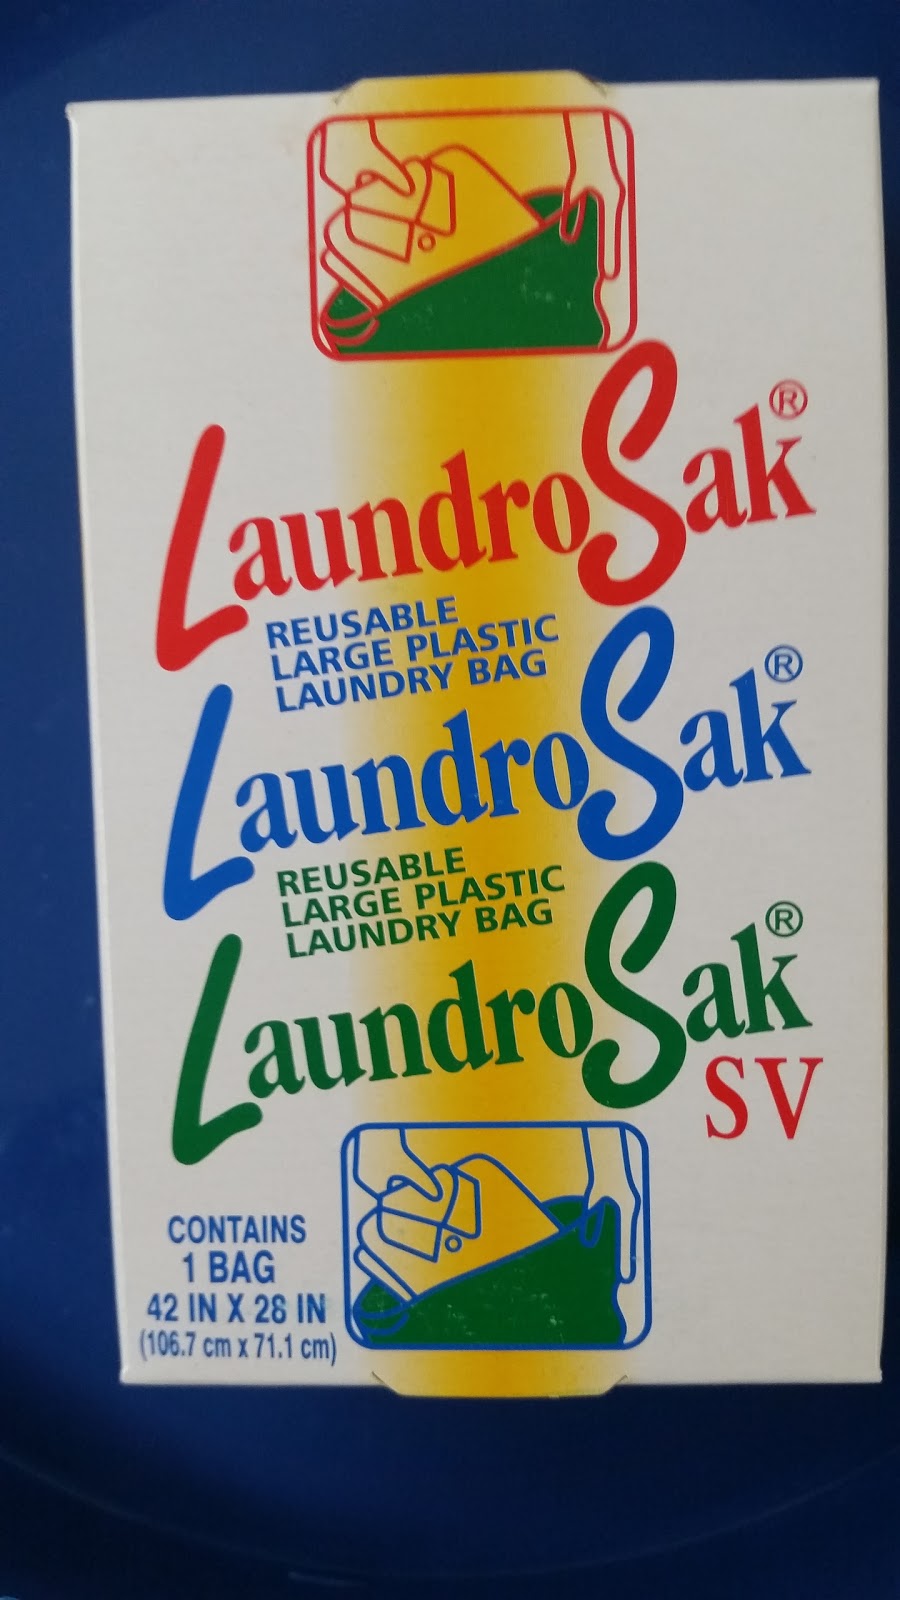 LaundroSak®
REUSABLE
LARGE PLASTIC
LAUNDRY BAG
LaundroSak®
REUSABLE
LARGE PLASTIC
LAUNDRY BAG
LaundroSak®
SV
CONTAINS
1 BAG
42 IN X 28 IN
(106.7 cm x 71.1 cm)